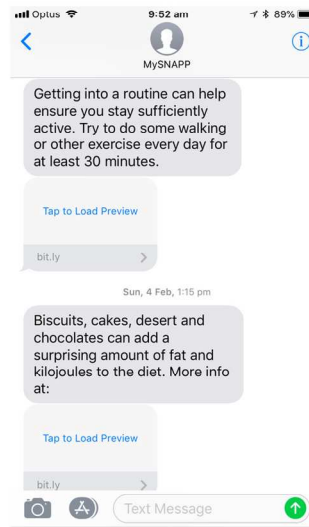 Optus 9:52 am 89%
MySNAPP
Getting into a routine can help
ensure you stay sufficiently
active. Try to do some walking
or other exercise every day for
at least 30 minutes.
Tap to Load Preview
bit.ly
Sun, 4 Feb, 1:15 pm
Biscuits, cakes, desert and
chocolates can add a
surprising amount of fat and
kilojoules to the diet. More info
at:
Tap to Load Preview
bit.ly
Text Message